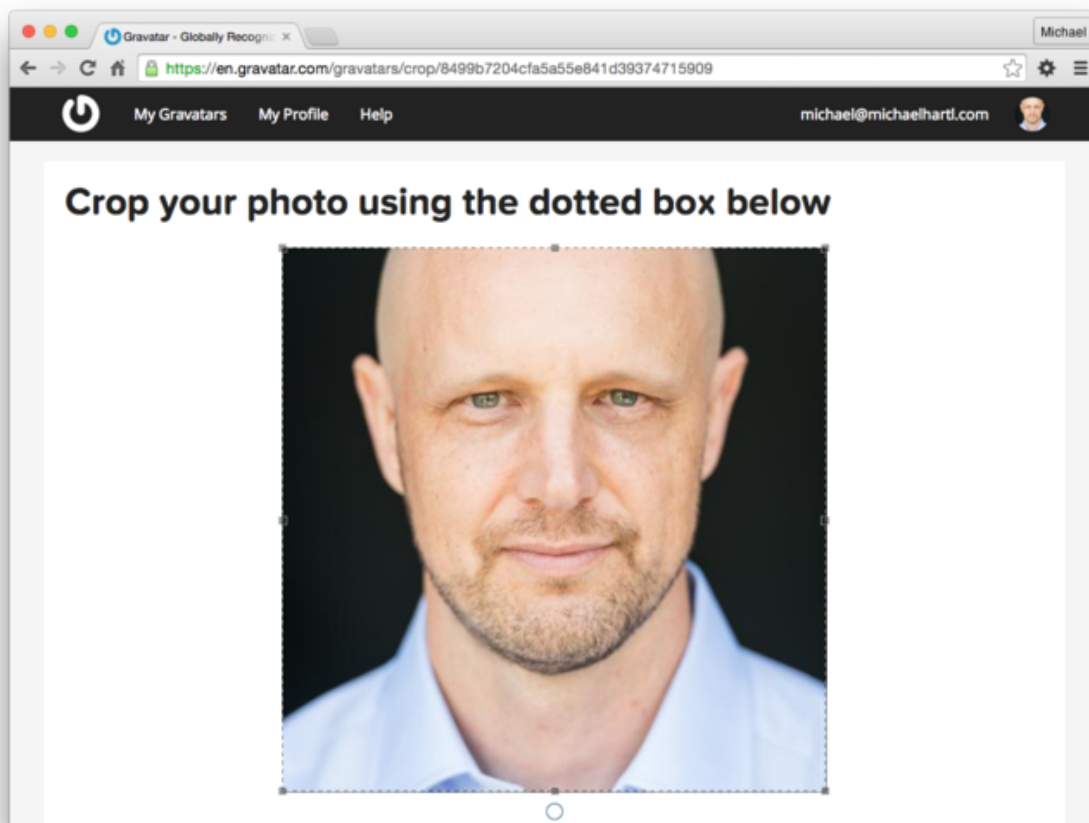 Gravatar - Globally Recogni
Michael
https://en.gravatar.com/gravatars/crop/8499b7204cfa5a55e841d39374715909
My Gravatars My Profile Help michael@michaelhartl.com
Crop your photo using the dotted box below